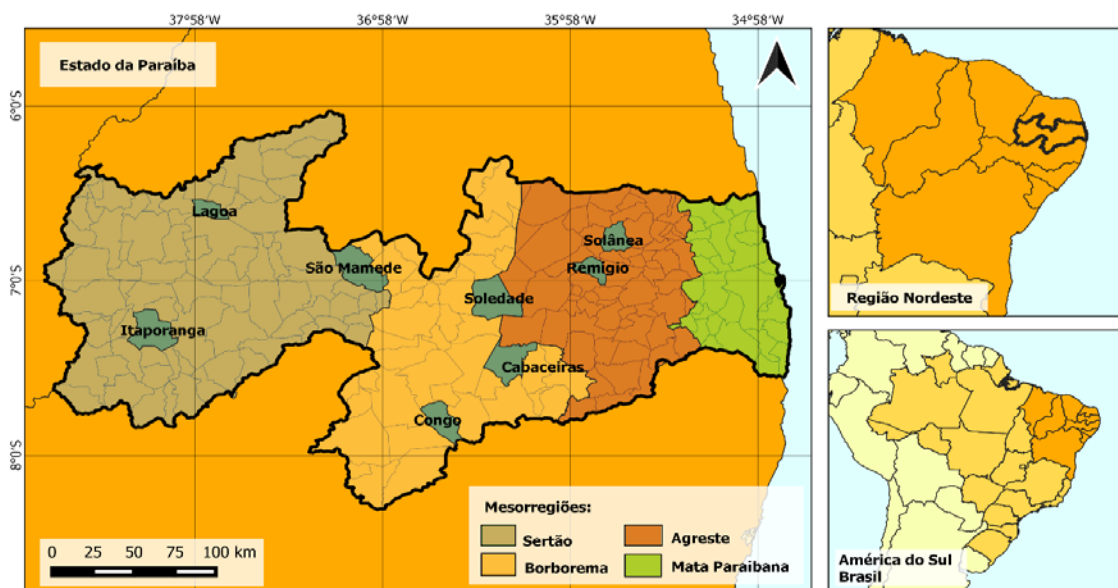 37°58'W 36°58'W 35°58'W 34°58'W
Estado da Paraíba
6°0'S
Lagoa
Solânea
São Mamede
Remígio
7°0'S
Soledade
Itaporanga
Cabaceiras
Congo
8°0'S
Mesorregiões:
Sertão
Agreste
Borborema
Mata Paraibana
0 25 50 75 100 km
Região Nordeste
América do Sul
Brasil